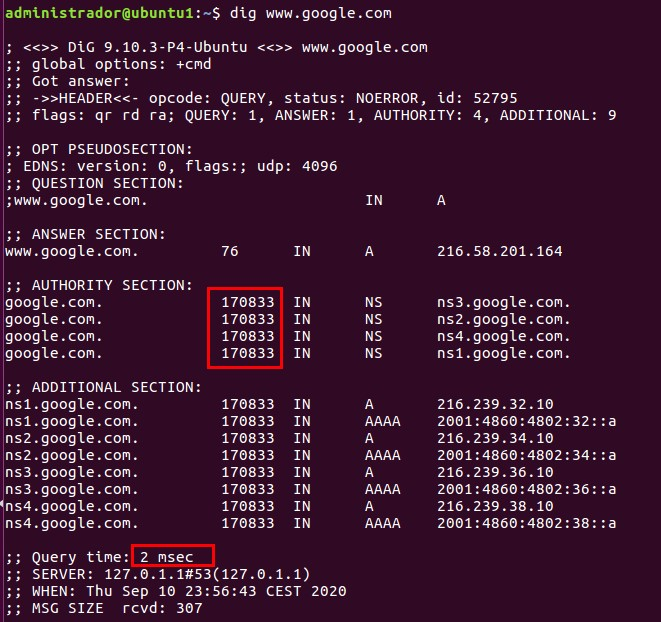 administrador@ubuntu1:~$ dig www.google.com
; <<>> DiG 9.10.3-P4-Ubuntu <<>> www.google.com
;; global options: +cmd
;; Got answer:
;; ->>HEADER<<- opcode: QUERY, status: NOERROR, id: 52795
;; flags: qr rd ra; QUERY: 1, ANSWER: 1, AUTHORITY: 4, ADDITIONAL: 9
;; OPT PSEUDOSECTION:
; EDNS: version: 0, flags:; udp: 4096
;; QUESTION SECTION:
;www.google.com. IN A
;; ANSWER SECTION:
www.google.com. 76 IN A 216.58.201.164
;; AUTHORITY SECTION:
google.com. 170833 IN NS ns3.google.com.
google.com. 170833 IN NS ns2.google.com.
google.com. 170833 IN NS ns4.google.com.
google.com. 170833 IN NS ns1.google.com.
;; ADDITIONAL SECTION:
ns1.google.com. 170833 IN A 216.239.32.10
ns1.google.com. 170833 IN AAAA 2001:4860:4802:32::a
ns2.google.com. 170833 IN A 216.239.34.10
ns2.google.com. 170833 IN AAAA 2001:4860:4802:34::a
ns3.google.com. 170833 IN A 216.239.36.10
ns3.google.com. 170833 IN AAAA 2001:4860:4802:36::a
ns4.google.com. 170833 IN A 216.239.38.10
ns4.google.com. 170833 IN AAAA 2001:4860:4802:38::a
;; Query time: 2 msec
;; SERVER: 127.0.1.1#53(127.0.1.1)
;; WHEN: Thu Sep 10 23:56:43 CEST 2020
;; MSG SIZE rcvd: 307